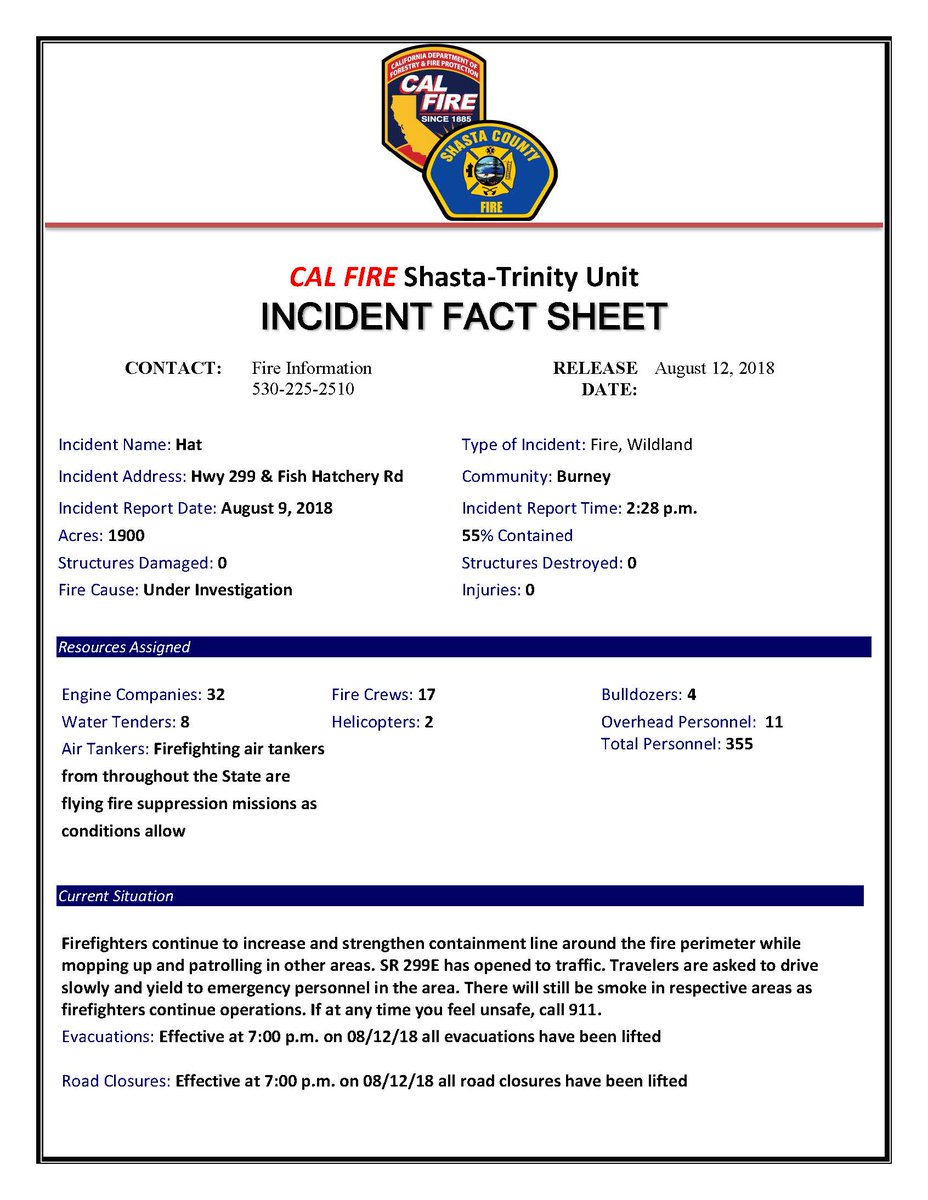 CALIFORNIA DEPARTMENT OF
FORESTRY & FIRE PROTECTION
CAL
FIRE
SINCE 1885
SHASTA COUNTY
FIRE
CAL FIRE Shasta-Trinity Unit
INCIDENT FACT SHEET
CONTACT: Fire Information RELEASE August 12, 2018
530-225-2510 DATE:
Incident Name: Hat Type of Incident: Fire, Wildland
Incident Address: Hwy 299 & Fish Hatchery Rd Community: Burney
Incident Report Date: August 9, 2018 Incident Report Time: 2:28 p.m.
Acres: 1900 55% Contained
Structures Damaged: 0 Structures Destroyed: 0
Fire Cause: Under Investigation Injuries: 0
Resources Assigned
Engine Companies: 32 Fire Crews: 17 Bulldozers: 4
Water Tenders: 8 Helicopters: 2 Overhead Personnel: 11
Total Personnel: 355
Air Tankers: Firefighting air tankers
from throughout the State are
flying fire suppression missions as
conditions allow
Current Situation
Firefighters continue to increase and strengthen containment line around the fire perimeter while
mopping up and patrolling in other areas. SR 299E has opened to traffic. Travelers are asked to drive
slowly and yield to emergency personnel in the area. There will still be smoke in respective areas as
firefighters continue operations. If at any time you feel unsafe, call 911.
Evacuations: Effective at 7:00 p.m. on 08/12/18 all evacuations have been lifted
Road Closures: Effective at 7:00 p.m. on 08/12/18 all road closures have been lifted